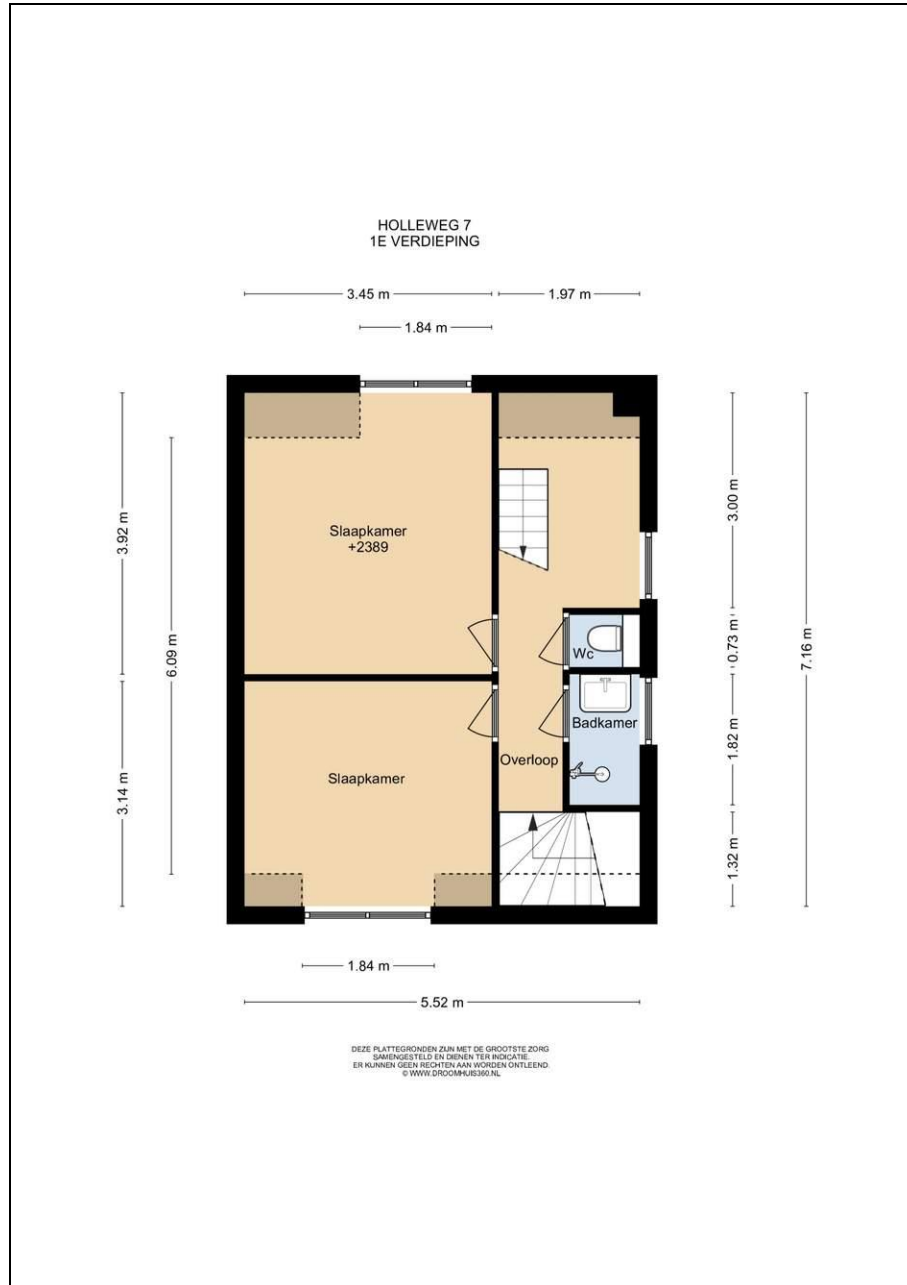 HOLLEWEG 7
1E VERDIEPING
3.45 m
1.97 m
1.84 m
3.92 m
6.09 m
3.14 m
Slaapkamer
+2389
Wc
Badkamer
Overloop
Slaapkamer
3.00 m
0.73 m
7.16 m
1.82 m
1.32 m
1.84 m
5.52 m
DEZE PLATTEGRONDEN ZIJN MET DE GROOTSTE ZORG
SAMENGESTELD EN DIENEN TER INDICATIE.
ER KUNNEN GEEN RECHTEN AAN WORDEN ONTLEEND.
© WWW.DROOMHUIS360.NL